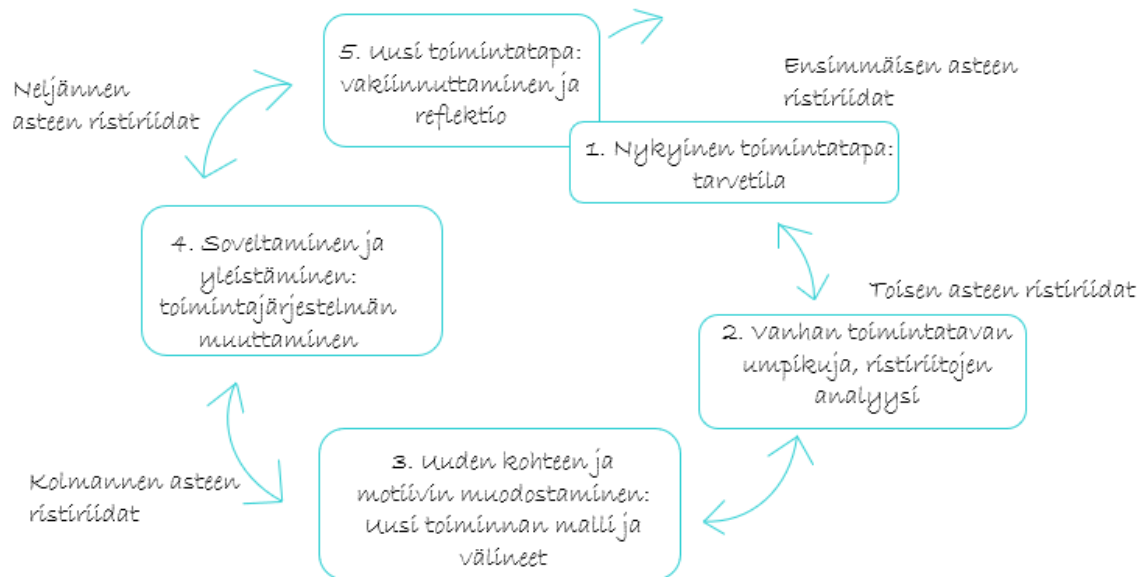 5. Uusi toimintatapa:
vakiinnuttaminen ja
reflektio
Ensimmäisen asteen
ristiriidat
1. Nykyinen toimintatapa:
tarvetila
Toisen asteen ristiriidat
2. Vanhan toimintatavan
umpikuja, ristiriitojen
analyysi
3. Uuden kohteen ja
motiivin muodostaminen:
Uusi toiminnan malli ja
välineet
Kolmannen asteen
ristiriidat
4. Soveltaminen ja
yleistäminen:
toimintajärjestelmän
muuttaminen
Neljännen
asteen ristiriidat